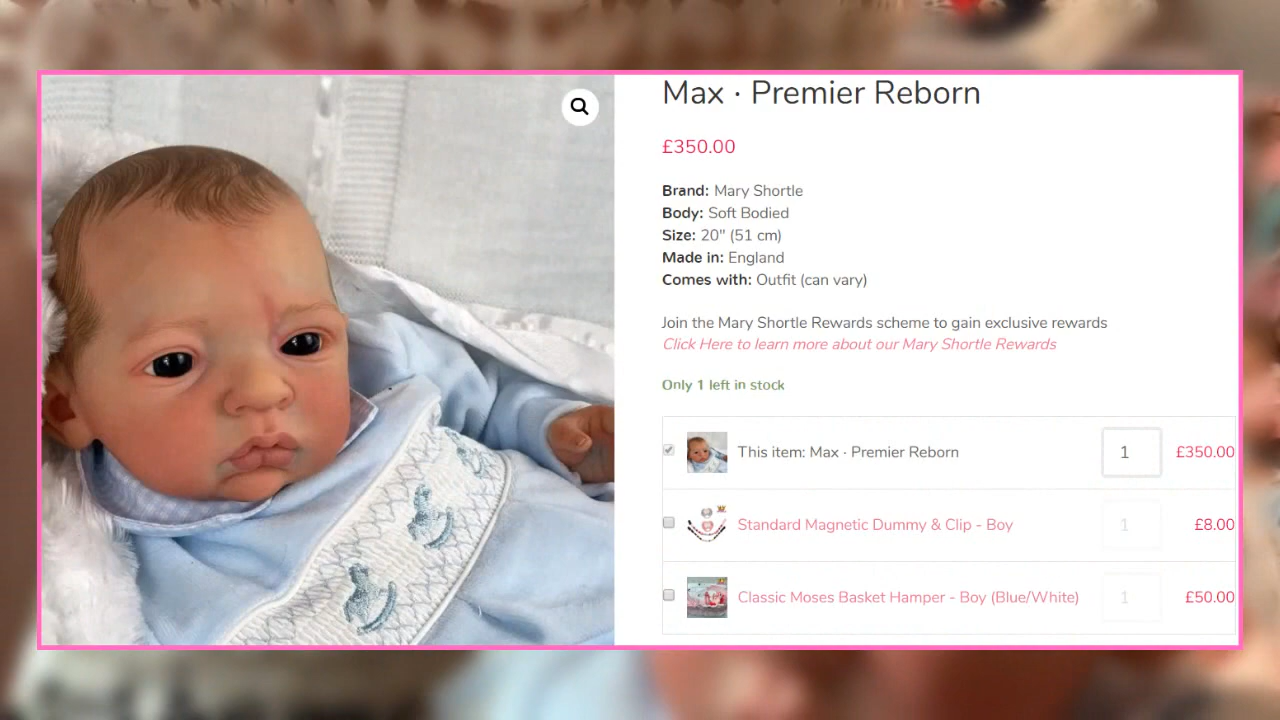 Max · Premier Reborn
£350.00
Brand: Mary Shortle
Body: Soft Bodied
Size: 20" (51 cm)
Made in: England
Comes with: Outfit (can vary)
Join the Mary Shortle Rewards scheme to gain exclusive rewards
Click Here to learn more about our Mary Shortle Rewards
Only 1 left in stock
This item: Max · Premier Reborn 1 £350.00
Standard Magnetic Dummy & Clip - Boy 1 £8.00
Classic Moses Basket Hamper - Boy (Blue/White) 1 £50.00